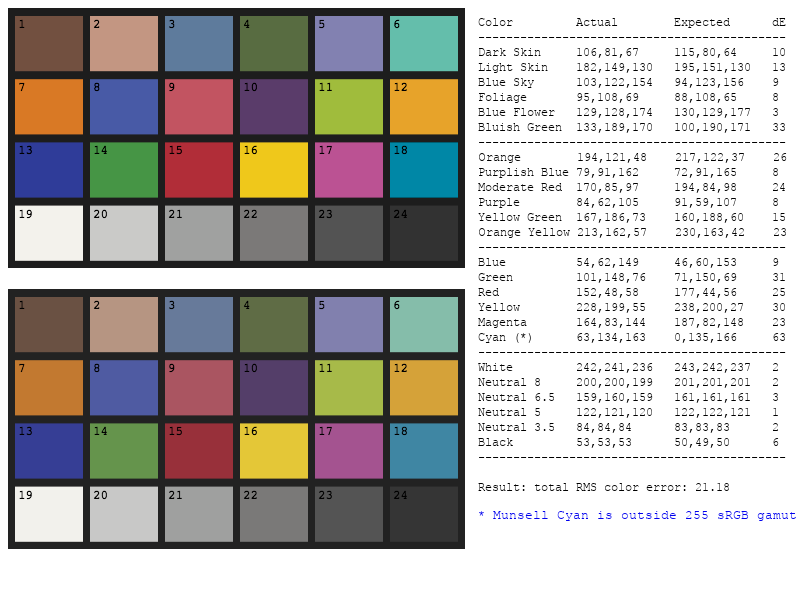 1 2 3 4 5 6
7 8 9 10 11 12
13 14 15 16 17 18
19 20 21 22 23 24
1 2 3 4 5 6
7 8 9 10 11 12
13 14 15 16 17 18
19 20 21 22 23 24
Color Actual Expected dE
--------------------------------------------
Dark Skin 106,81,67 115,80,64 10
Light Skin 182,149,130 195,151,130 13
Blue Sky 103,122,154 94,123,156 9
Foliage 95,108,69 88,108,65 8
Blue Flower 129,128,174 130,129,177 3
Bluish Green 133,189,170 100,190,171 33
--------------------------------------------
Orange 194,121,48 217,122,37 26
Purplish Blue 79,91,162 72,91,165 8
Moderate Red 170,85,97 194,84,98 24
Purple 84,62,105 91,59,107 8
Yellow Green 167,186,73 160,188,60 15
Orange Yellow 213,162,57 230,163,42 23
--------------------------------------------
Blue 54,62,149 46,60,153 9
Green 101,148,76 71,150,69 31
Red 152,48,58 177,44,56 25
Yellow 228,199,55 238,200,27 30
Magenta 164,83,144 187,82,148 23
Cyan (*) 63,134,163 0,135,166 63
--------------------------------------------
White 242,241,236 243,242,237 2
Neutral 8 200,200,199 201,201,201 2
Neutral 6.5 159,160,159 161,161,161 3
Neutral 5 122,121,120 122,122,121 1
Neutral 3.5 84,84,84 83,83,83 2
Black 53,53,53 50,49,50 6
--------------------------------------------
Result: total RMS color error: 21.18
* Munsell Cyan is outside 255 sRGB gamut